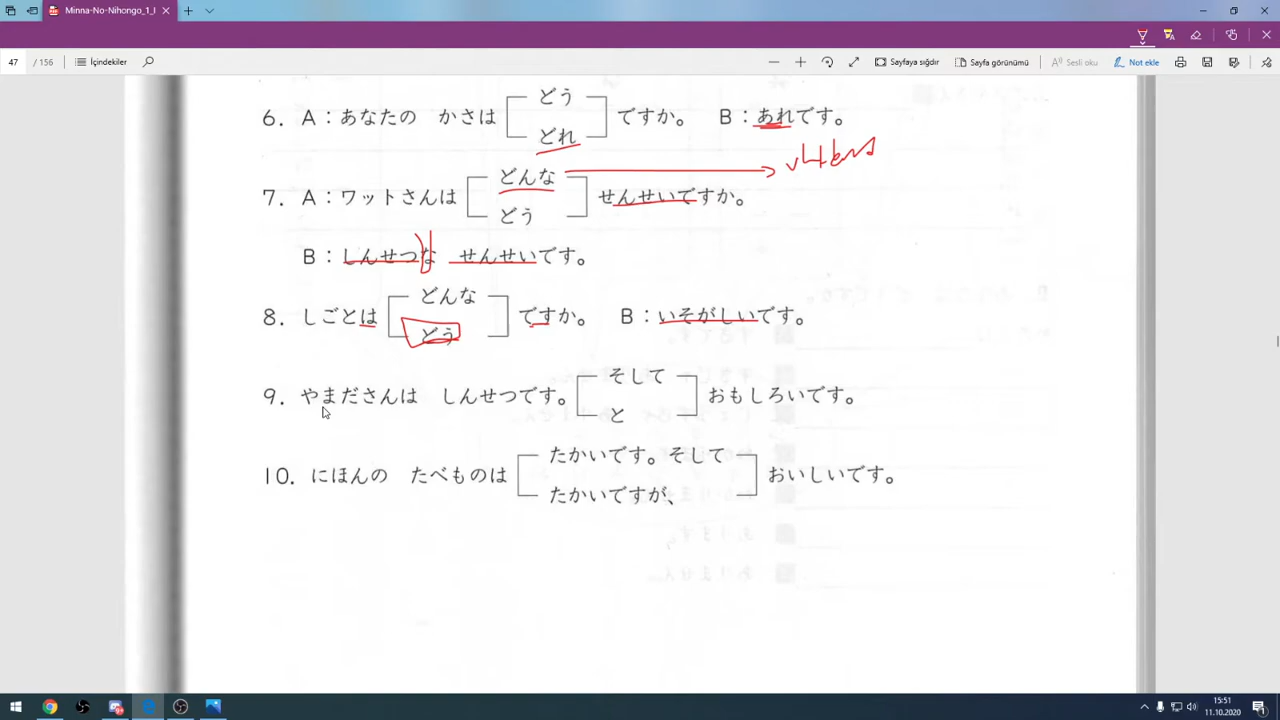 Minna-No-Nihongo_1_I
47 / 156 İçindekiler Sayfaya sığdır Sayfa görünümü Sesli oku Not ekle
どう
6. A：あなたの かさは ですか。 B：あれです。
どれ
どんな
7. A：ワットさんは せんせいですか。
どう
B：しんせつな せんせいです。
どんな
8. しごとは ですか。 B：いそがしいです。
どう
そして
9. やまださんは しんせつです。 おもしろいです。
と
たかいです。そして
10. にほんの たべものは おいしいです。
たかいですが、
15:51
11.10.2020